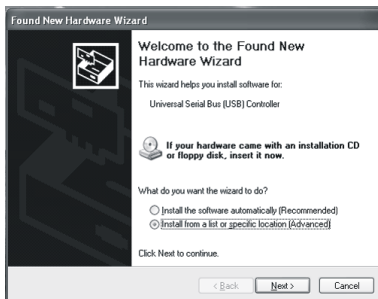 Found New Hardware Wizard
Welcome to the Found New
Hardware Wizard
This wizard helps you install software for:
Universal Serial Bus (USB) Controller
If your hardware came with an installation CD
or floppy disk, insert it now.
What do you want the wizard to do?
Install the software automatically (Recommended)
Install from a list or specific location (Advanced)
Click Next to continue.
< Back Next > Cancel